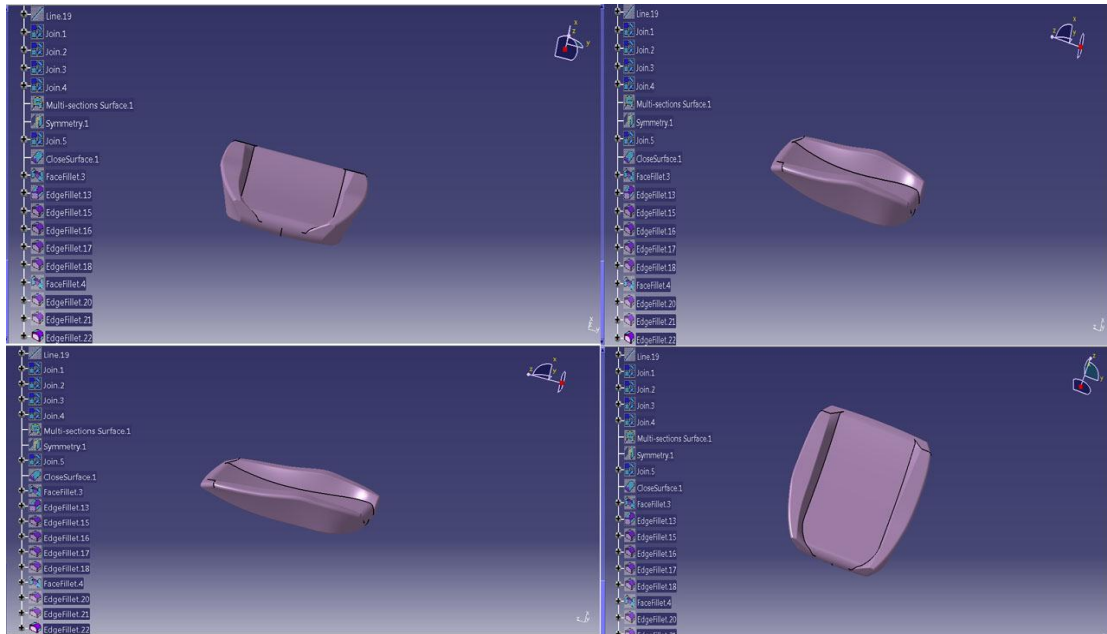 Line.19
Join.1
Join.2
Join.3
Join.4
Multi-sections Surface.1
Symmetry.1
Join.5
CloseSurface.1
FaceFillet.3
EdgeFillet.13
EdgeFillet.15
EdgeFillet.16
EdgeFillet.17
EdgeFillet.18
FaceFillet.4
EdgeFillet.20
EdgeFillet.21
EdgeFillet.22
x
z
y
Line.19
Join.1
Join.2
Join.3
Join.4
Multi-sections Surface.1
Symmetry.1
Join.5
CloseSurface.1
FaceFillet.3
EdgeFillet.13
EdgeFillet.15
EdgeFillet.16
EdgeFillet.17
EdgeFillet.18
FaceFillet.4
EdgeFillet.20
EdgeFillet.21
EdgeFillet.22
x
z
y
Line.19
Join.1
Join.2
Join.3
Join.4
Multi-sections Surface.1
Symmetry.1
Join.5
CloseSurface.1
FaceFillet.3
EdgeFillet.13
EdgeFillet.15
EdgeFillet.16
EdgeFillet.17
EdgeFillet.18
FaceFillet.4
EdgeFillet.20
EdgeFillet.21
EdgeFillet.22
x
z
y
Line.19
Join.1
Join.2
Join.3
Join.4
Multi-sections Surface.1
Symmetry.1
Join.5
CloseSurface.1
FaceFillet.3
EdgeFillet.13
EdgeFillet.15
EdgeFillet.16
EdgeFillet.17
EdgeFillet.18
FaceFillet.4
EdgeFillet.20
z
y